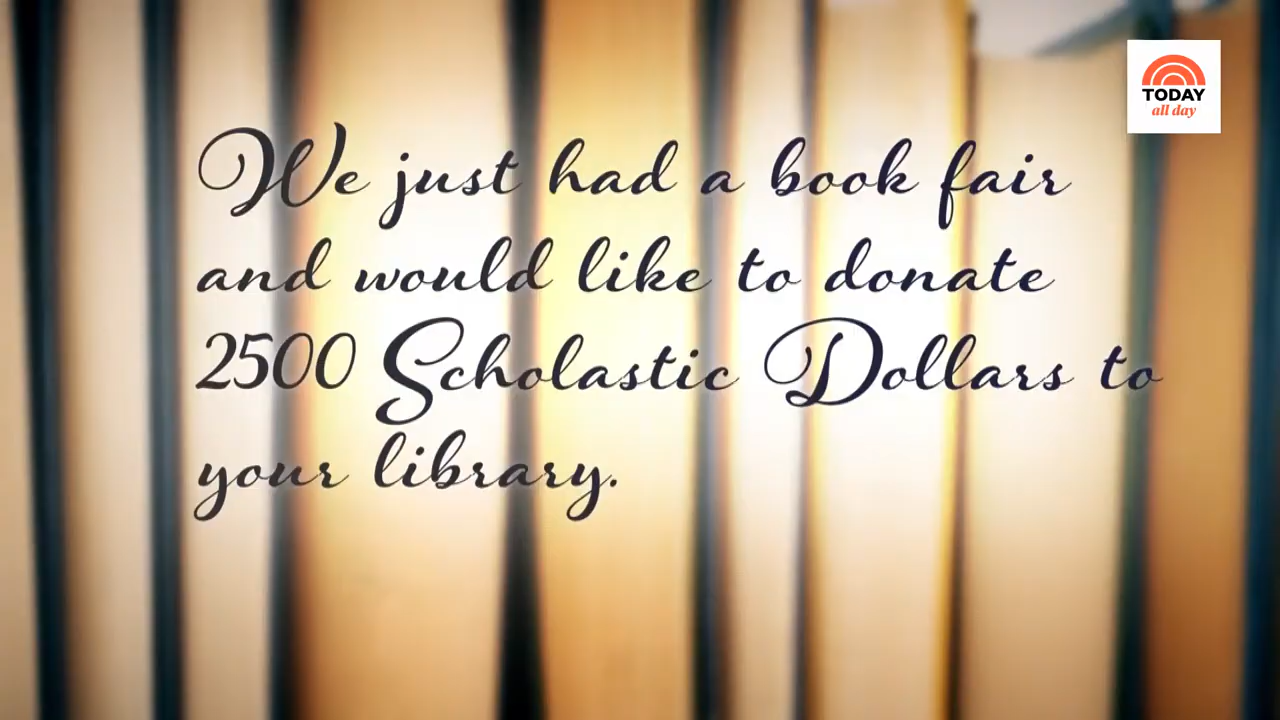 TODAY
all day
We just had a book fair
and would like to donate
2500 Scholastic Dollars to
your library.